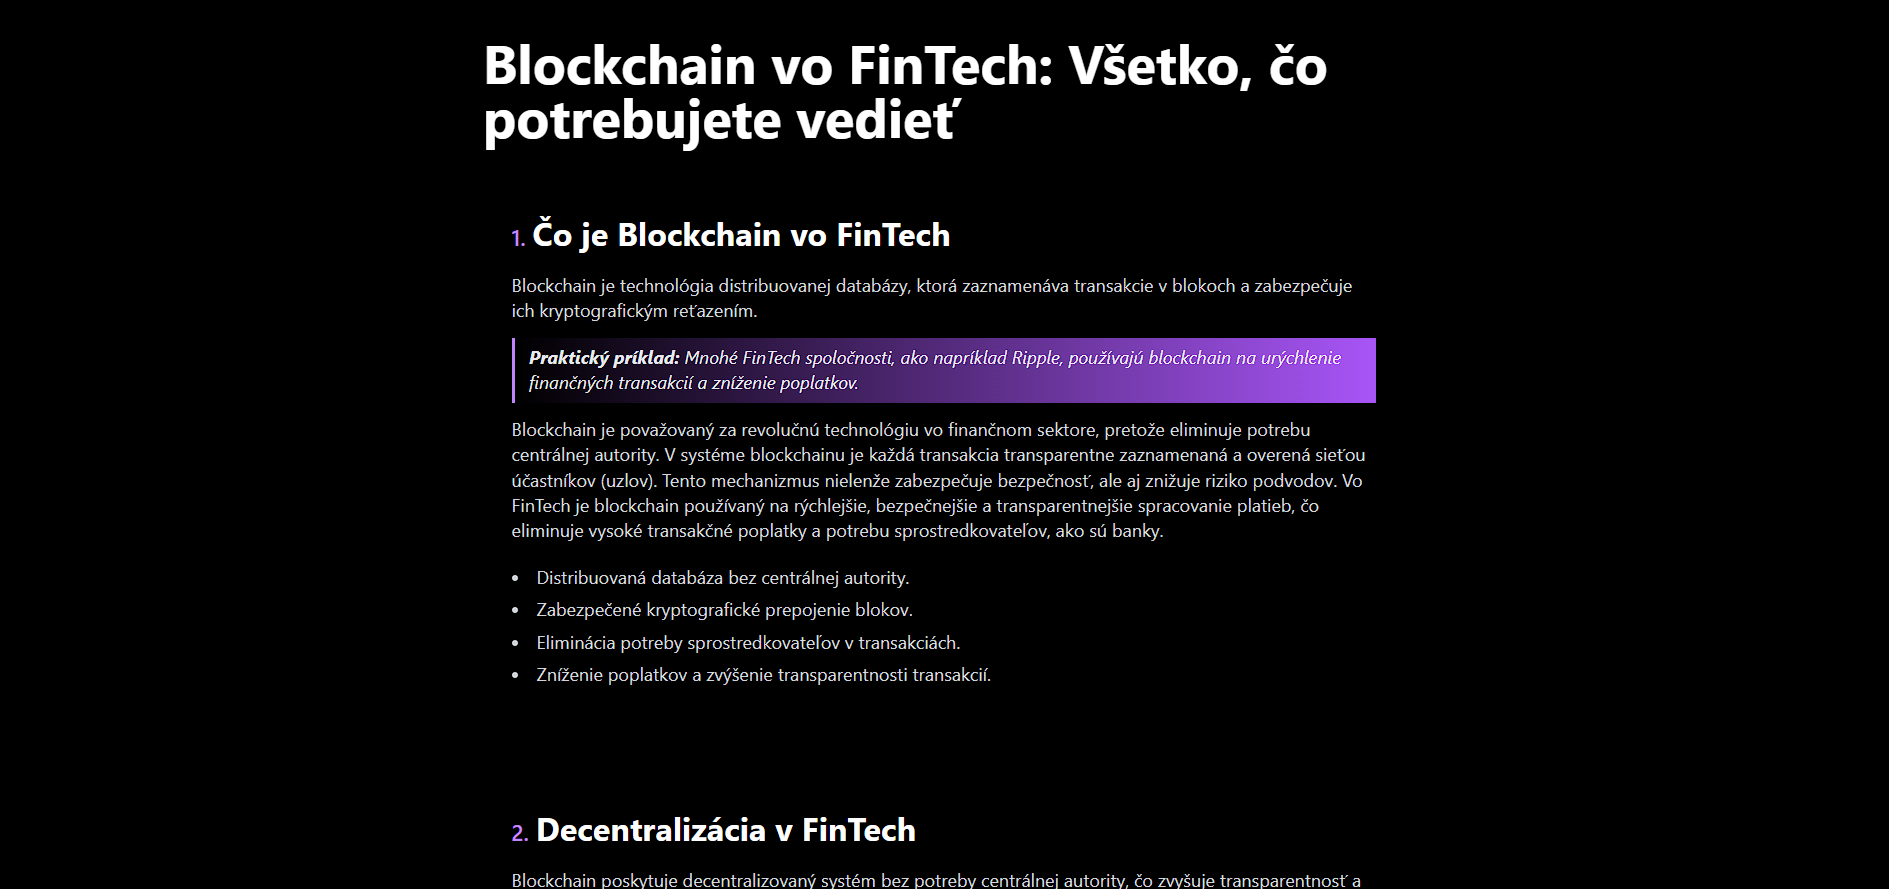 Blockchain vo FinTech: Všetko, čo
potrebujete vedieť
1. Čo je Blockchain vo FinTech
Blockchain je technológia distribuovanej databázy, ktorá zaznamenáva transakcie v blokoch a zabezpečuje
ich kryptografickým reťazením.
Praktický príklad: Mnohé FinTech spoločnosti, ako napríklad Ripple, používajú blockchain na urýchlenie
finančných transakcií a zníženie poplatkov.
Blockchain je považovaný za revolučnú technológiu vo finančnom sektore, pretože eliminuje potrebu
centrálnej autority. V systéme blockchainu je každá transakcia transparentne zaznamenaná a overená sieťou
účastníkov (uzlov). Tento mechanizmus nielenže zabezpečuje bezpečnosť, ale aj znižuje riziko podvodov. Vo
FinTech je blockchain používaný na rýchlejšie, bezpečnejšie a transparentnejšie spracovanie platieb, čo
eliminuje vysoké transakčné poplatky a potrebu sprostredkovateľov, ako sú banky.
• Distribuovaná databáza bez centrálnej autority.
• Zabezpečené kryptografické prepojenie blokov.
• Eliminácia potreby sprostredkovateľov v transakciách.
• Zníženie poplatkov a zvýšenie transparentnosti transakcií.
2. Decentralizácia v FinTech
Blockchain poskytuje decentralizovaný systém bez potreby centrálnej autority, čo zvyšuje transparentnosť a